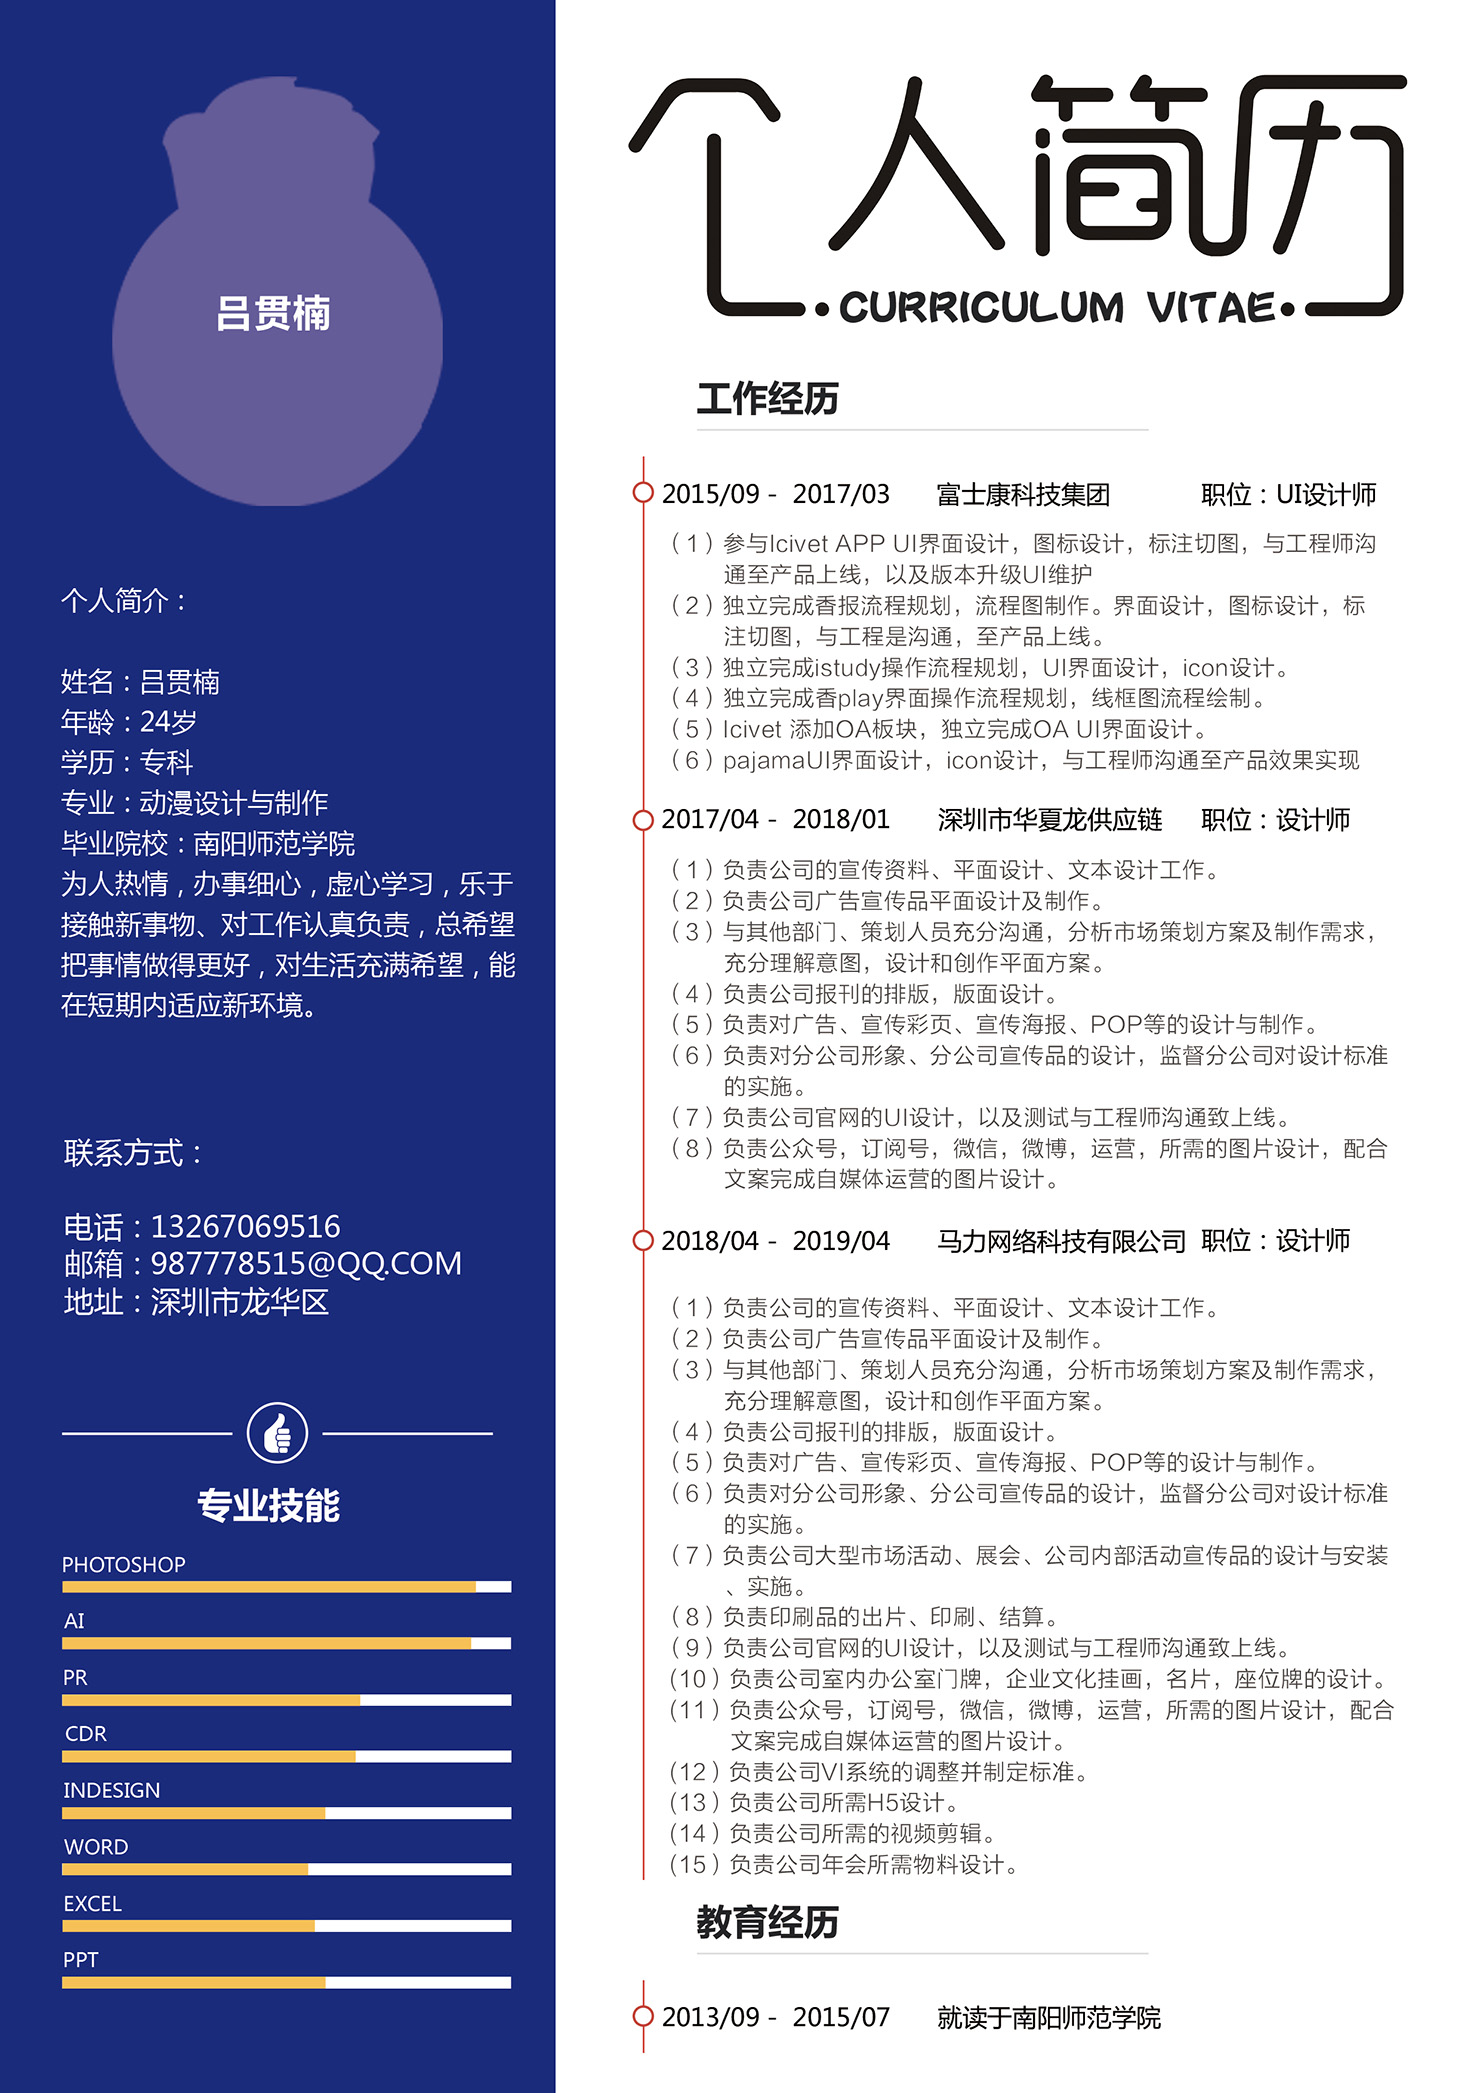 吕贯楠
个人简介：
姓名：吕贯楠
年龄：24岁
学历：专科
专业：动漫设计与制作
毕业院校：南阳师范学院
为人热情，办事细心，虚心学习，乐于
接触新事物、对工作认真负责，总希望
把事情做得更好，对生活充满希望，能
在短期内适应新环境。
联系方式：
电话：13267069516
邮箱：987778515@QQ.COM
地址：深圳市龙华区
专业技能
PHOTOSHOP
AI
PR
CDR
INDESIGN
WORD
EXCEL
PPT
个人简历
CURRICULUM VITAE
工作经历
2015/09 - 2017/03 富士康科技集团 职位：UI设计师
（1）参与Icivet APP UI界面设计，图标设计，标注切图，与工程师沟
通至产品上线，以及版本升级UI维护
（2）独立完成香报流程规划，流程图制作。界面设计，图标设计，标
注切图，与工程是沟通，至产品上线。
（3）独立完成istudy操作流程规划，UI界面设计，icon设计。
（4）独立完成香play界面操作流程规划，线框图流程绘制。
（5）Icivet 添加OA板块，独立完成OA UI界面设计。
（6）pajamaUI界面设计，icon设计，与工程师沟通至产品效果实现
2017/04 - 2018/01 深圳市华夏龙供应链 职位：设计师
（1）负责公司的宣传资料、平面设计、文本设计工作。
（2）负责公司广告宣传品平面设计及制作。
（3）与其他部门、策划人员充分沟通，分析市场策划方案及制作需求，
充分理解意图，设计和创作平面方案。
（4）负责公司报刊的排版，版面设计。
（5）负责对广告、宣传彩页、宣传海报、POP等的设计与制作。
（6）负责对分公司形象、分公司宣传品的设计，监督分公司对设计标准
的实施。
（7）负责公司官网的UI设计，以及测试与工程师沟通致上线。
（8）负责公众号，订阅号，微信，微博，运营，所需的图片设计，配合
文案完成自媒体运营的图片设计。
2018/04 - 2019/04 马力网络科技有限公司 职位：设计师
（1）负责公司的宣传资料、平面设计、文本设计工作。
（2）负责公司广告宣传品平面设计及制作。
（3）与其他部门、策划人员充分沟通，分析市场策划方案及制作需求，
充分理解意图，设计和创作平面方案。
（4）负责公司报刊的排版，版面设计。
（5）负责对广告、宣传彩页、宣传海报、POP等的设计与制作。
（6）负责对分公司形象、分公司宣传品的设计，监督分公司对设计标准
的实施。
（7）负责公司大型市场活动、展会、公司内部活动宣传品的设计与安装
、实施。
（8）负责印刷品的出片、印刷、结算。
（9）负责公司官网的UI设计，以及测试与工程师沟通致上线。
（10）负责公司室内办公室门牌，企业文化挂画，名片，座位牌的设计。
（11）负责公众号，订阅号，微信，微博，运营，所需的图片设计，配合
文案完成自媒体运营的图片设计。
（12）负责公司VI系统的调整并制定标准。
（13）负责公司所需H5设计。
（14）负责公司所需的视频剪辑。
（15）负责公司年会所需物料设计。
教育经历
2013/09 - 2015/07 就读于南阳师范学院